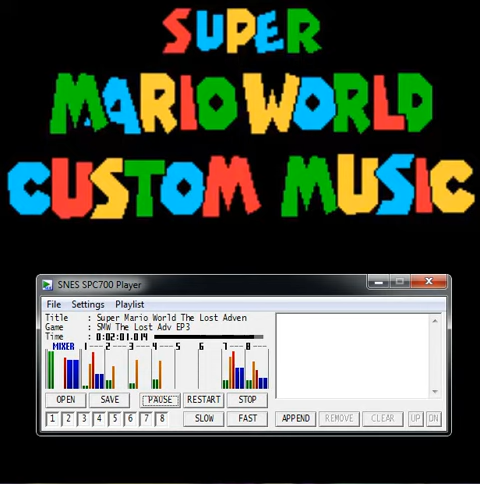 SUPER
MARIO WORLD
CUSTOM MUSIC
SNES SPC700 Player
File Settings Playlist
Title : Super Mario World The Lost Adven
Game : SMW The Lost Adv EP3
Time : 0:02:01.014
MIXER 1 2 3 4 5 6 7 8
OPEN SAVE PAUSE RESTART STOP
1 2 3 4 5 6 7 8 SLOW FAST APPEND REMOVE CLEAR UP DN